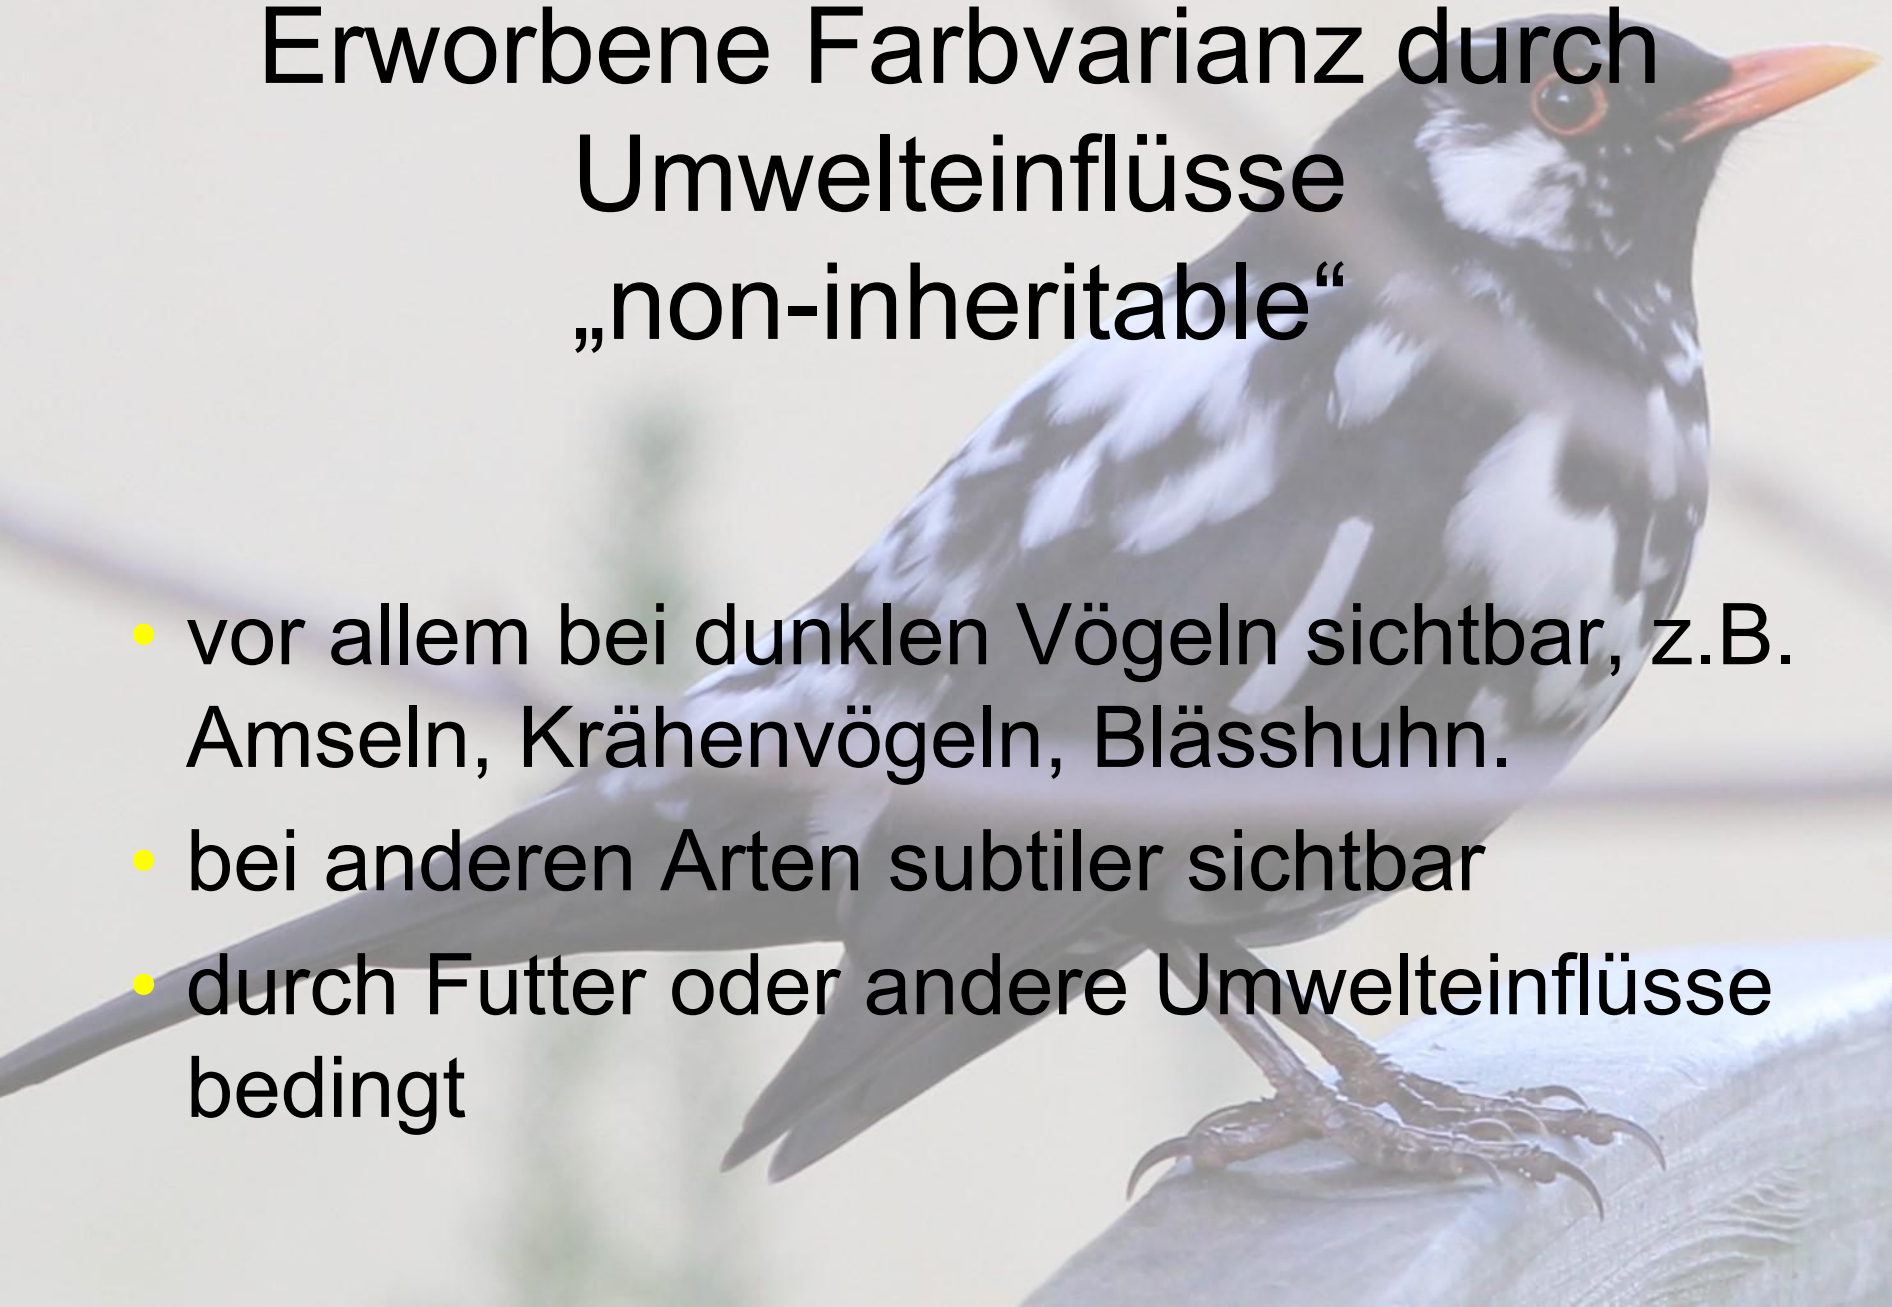 Erworbene Farbvarianz durch
Umwelteinflüsse
„non-inheritable“
• vor allem bei dunklen Vögeln sichtbar, z.B.
Amseln, Krähenvögeln, Blässhuhn.
• bei anderen Arten subtiler sichtbar
• durch Futter oder andere Umwelteinflüsse
bedingt